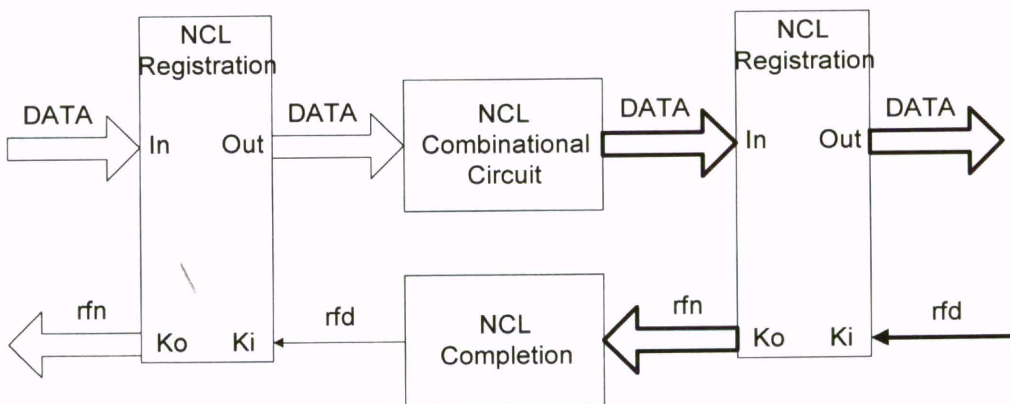 NCL
Registration
NCL
Registration
DATA
DATA
NCL
Combinational
Circuit
DATA
DATA
In
Out
In
Out
rfn
rfd
NCL
Completion
rfn
rfd
Ko
Ki
Ko
Ki